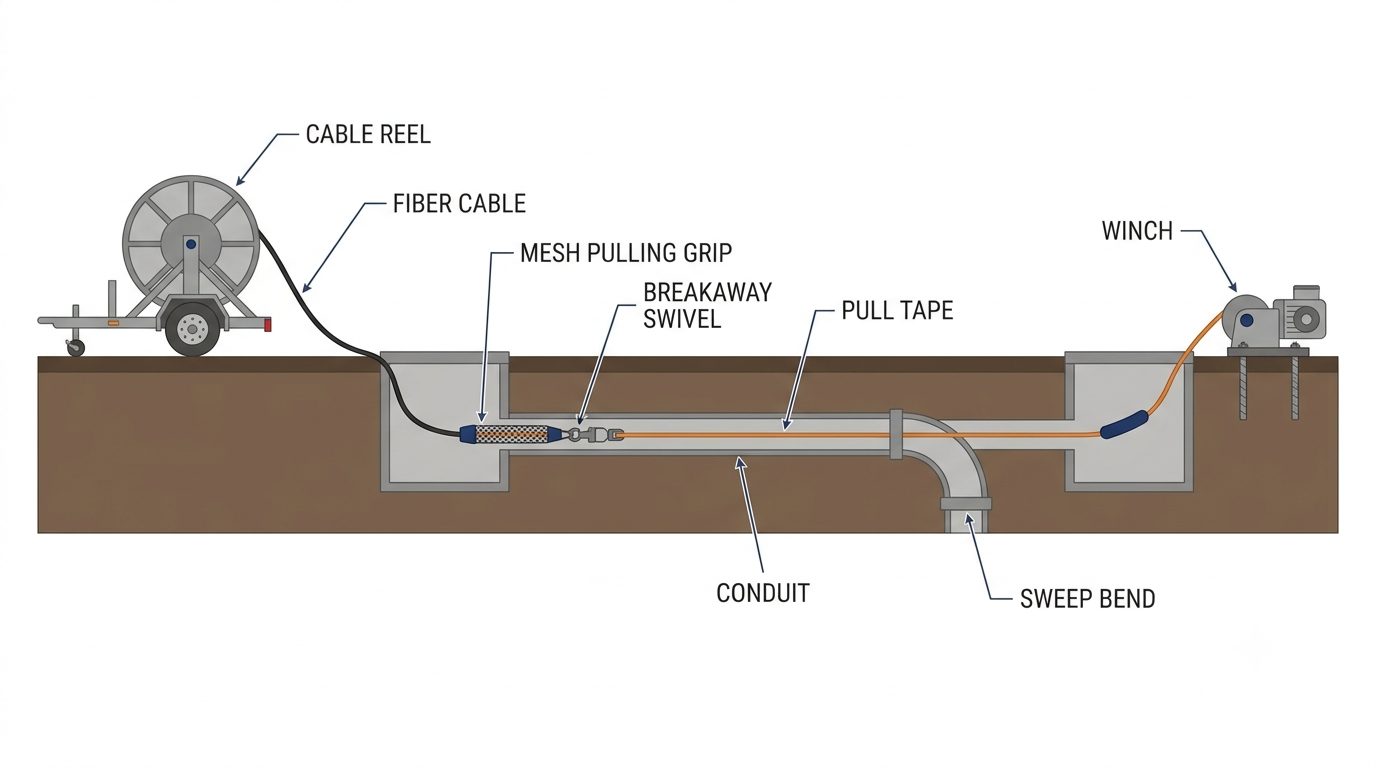 CABLE REEL
FIBER CABLE
MESH PULLING GRIP
WINCH
BREAKAWAY
SWIVEL
PULL TAPE
CONDUIT
SWEEP BEND